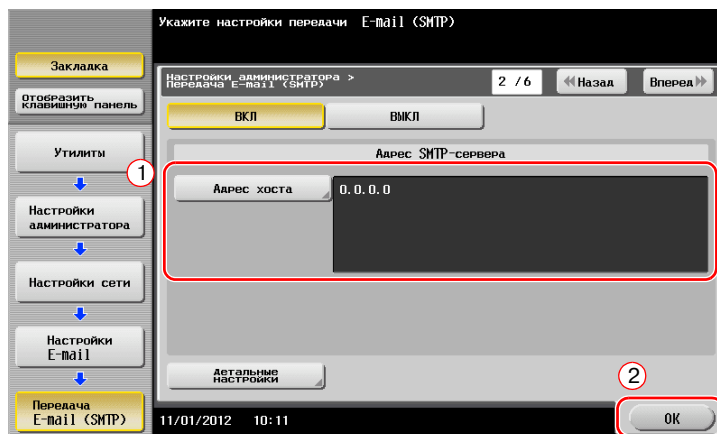 Укажите настройки передачи E-mail (SMTP)
Закладка
Отобразить
клавишную панель
Утилиты
Настройки
администратора
Настройки сети
Настройки
E-mail
Передача
E-mail (SMTP)
Настройки администратора >
Передача E-mail (SMTP)
2 /6
Назад
Вперед
ВКЛ
ВЫКЛ
Адрес SMTP-сервера
1
Адрес хоста
0.0.0.0
Детальные
настройки
2
11/01/2012 10:11
OK